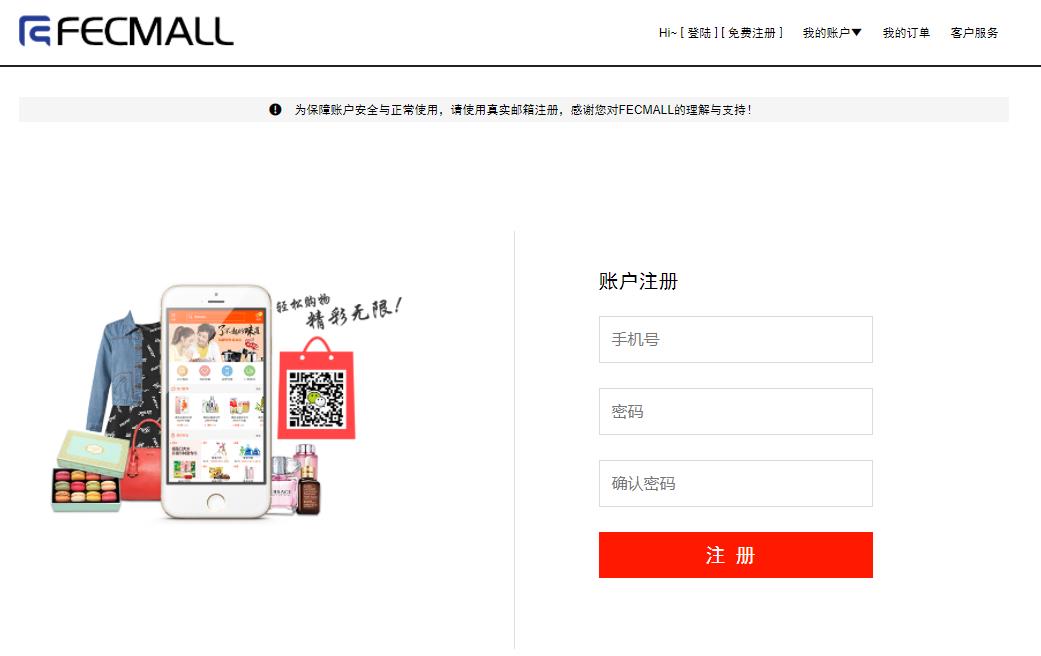 FECMALL
Hi~ [ 登陆 ] [ 免费注册 ] 我的账户▼ 我的订单 客户服务
为保障账户安全与正常使用，请使用真实邮箱注册，感谢您对FECMALL的理解与支持！
轻松购物
精彩无限！
账户注册
手机号
密码
确认密码
注 册